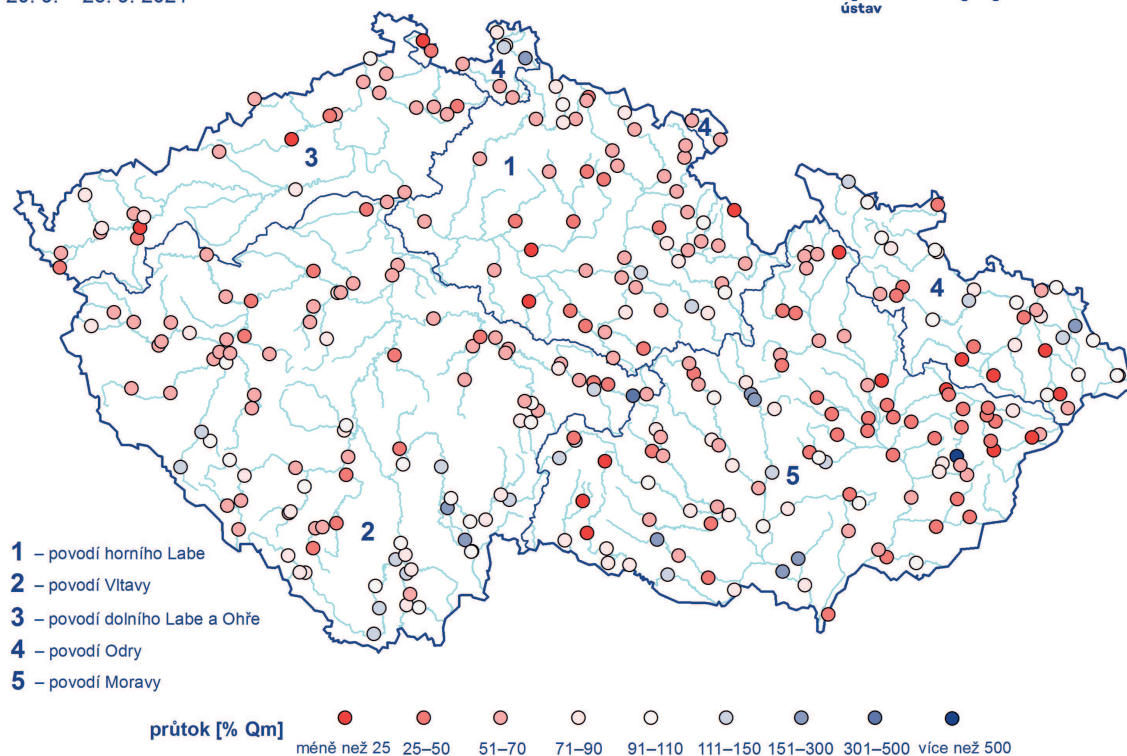 ústav
4
4
1
3
4
5
2
1 – povodí horního Labe
2 – povodí Vltavy
3 – povodí dolního Labe a Ohře
4 – povodí Odry
5 – povodí Moravy
průtok [% Qm]
méně než 25 25–50 51–70 71–90 91–110 111–150 151–300 301–500 více než 500